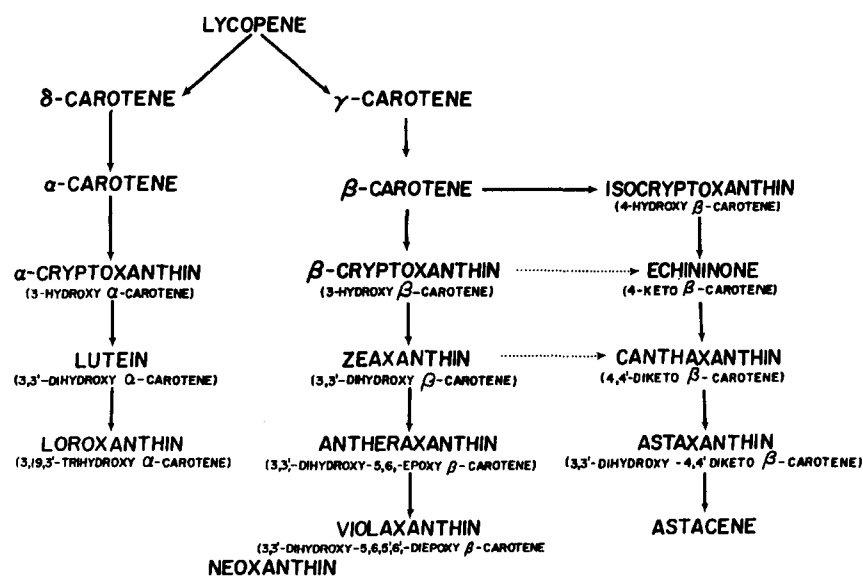 LYCOPENE
δ-CAROTENE
γ-CAROTENE
α-CAROTENE
β-CAROTENE
ISOCRYPTOXANTHIN
(4-HYDROXY β-CAROTENE)
α-CRYPTOXANTHIN
(3-HYDROXY α-CAROTENE)
β-CRYPTOXANTHIN
(3-HYDROXY β-CAROTENE)
ECHININONE
(4-KETO β-CAROTENE)
LUTEIN
(3,3'-DIHYDROXY α-CAROTENE)
ZEAXANTHIN
(3,3'-DIHYDROXY β-CAROTENE)
CANTHAXANTHIN
(4,4'-DIKETO β-CAROTENE)
LOROXANTHIN
(3,19,3'-TRIHYDROXY α-CAROTENE)
ANTHERAXANTHIN
(3,3'-DIHYDROXY-5,6,-EPOXY β-CAROTENE)
ASTAXANTHIN
(3,3'-DIHYDROXY -4,4' DIKETO β-CAROTENE)
VIOLAXANTHIN
(3,3'-DIHYDROXY-5,6,5',6'-DIEPOXY β-CAROTENE
ASTACENE
NEOXANTHIN